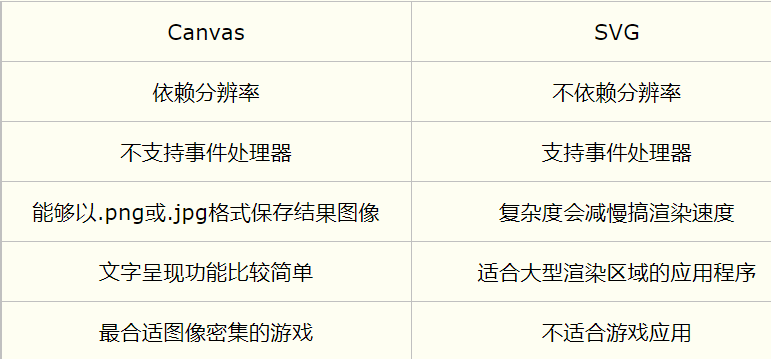 Canvas SVG
依赖分辨率 不依赖分辨率
不支持事件处理器 支持事件处理器
能够以.png或.jpg格式保存结果图像 复杂度会减慢搞渲染速度
文字呈现功能比较简单 适合大型渲染区域的应用程序
最合适图像密集的游戏 不适合游戏应用